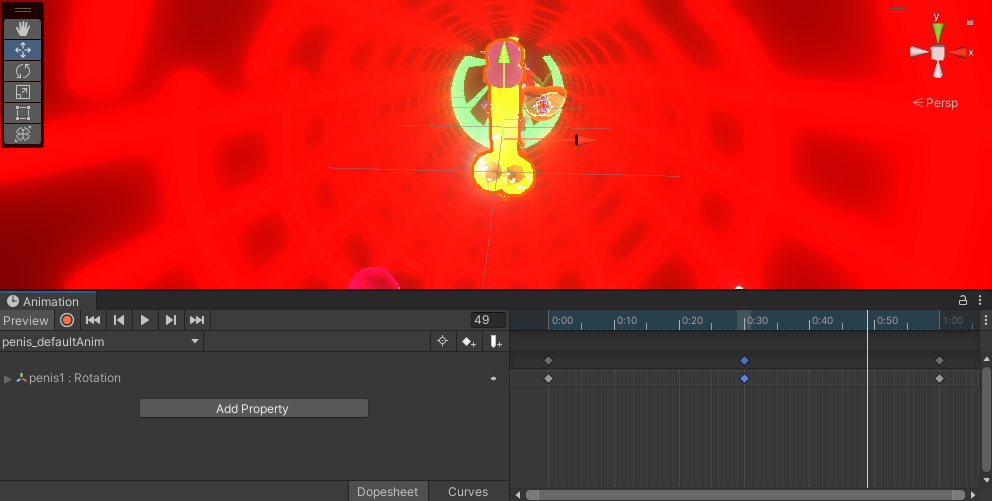 y
x
Persp
Animation
Preview
49
0:00
0:10
0:20
0:30
0:40
0:50
1:00
penis_defaultAnim
penis1 : Rotation
Add Property
Dopesheet
Curves